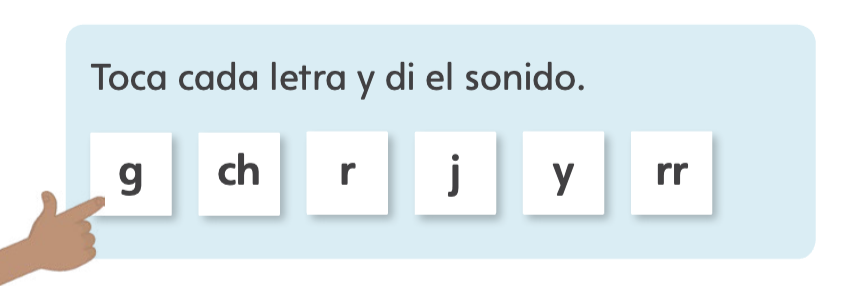 Toca cada letra y di el sonido.
g ch r j y rr